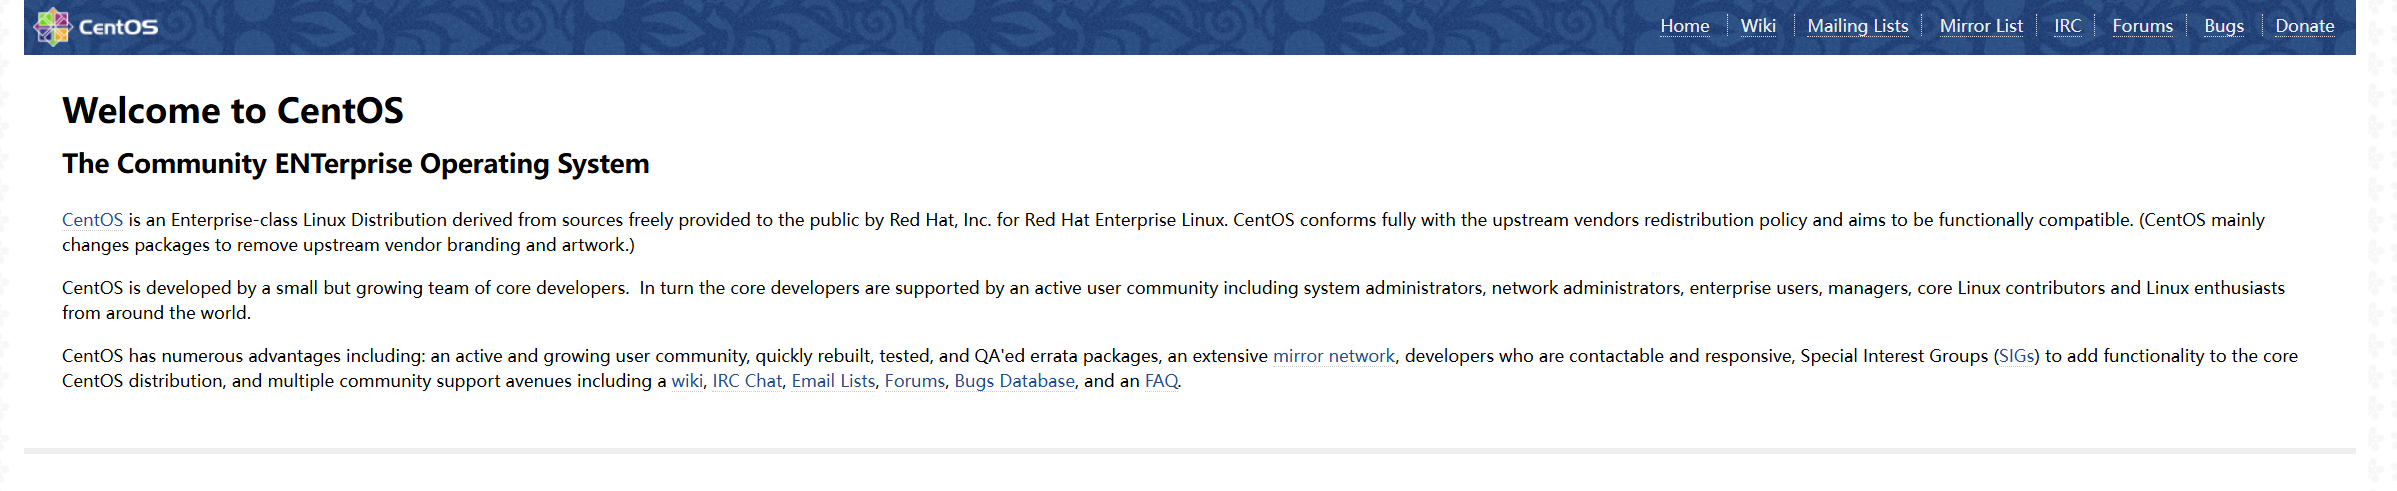 CentOS
Home Wiki Mailing Lists Mirror List IRC Forums Bugs Donate
Welcome to CentOS
The Community ENTerprise Operating System
CentOS is an Enterprise-class Linux Distribution derived from sources freely provided to the public by Red Hat, Inc. for Red Hat Enterprise Linux. CentOS conforms fully with the upstream vendors redistribution policy and aims to be functionally compatible. (CentOS mainly
changes packages to remove upstream vendor branding and artwork.)
CentOS is developed by a small but growing team of core developers.  In turn the core developers are supported by an active user community including system administrators, network administrators, enterprise users, managers, core Linux contributors and Linux enthusiasts
from around the world.
CentOS has numerous advantages including: an active and growing user community, quickly rebuilt, tested, and QA'ed errata packages, an extensive mirror network, developers who are contactable and responsive, Special Interest Groups (SIGs) to add functionality to the core
CentOS distribution, and multiple community support avenues including a wiki, IRC Chat, Email Lists, Forums, Bugs Database, and an FAQ.